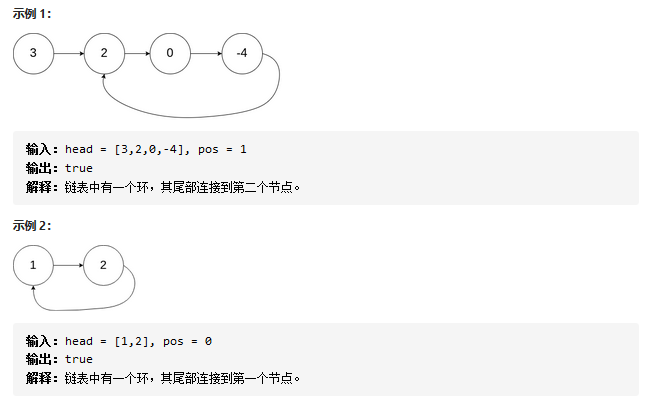 示例 1：
3 2 0 -4
输入：head = [3,2,0,-4], pos = 1
输出：true
解释：链表中有一个环，其尾部连接到第二个节点。
示例 2：
1 2
输入：head = [1,2], pos = 0
输出：true
解释：链表中有一个环，其尾部连接到第一个节点。